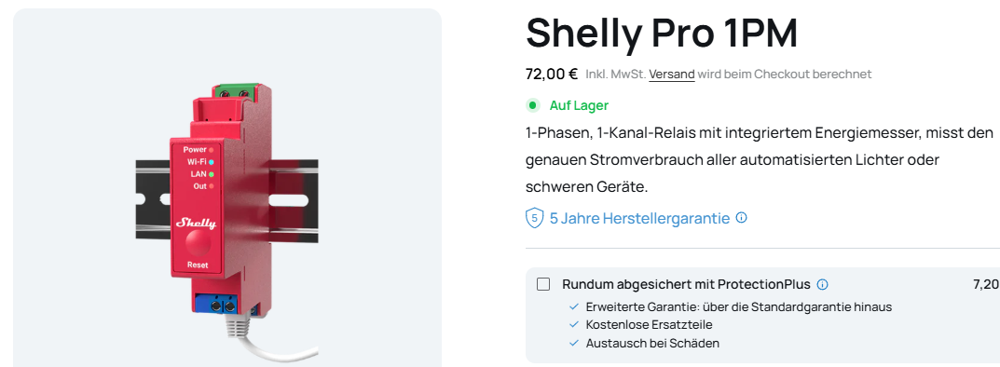 Shelly Pro 1PM
72,00 € Inkl. MwSt. Versand wird beim Checkout berechnet
Auf Lager
1-Phasen, 1-Kanal-Relais mit integriertem Energiemesser, misst den
genauen Stromverbrauch aller automatisierten Lichter oder
schweren Geräte.
5 5 Jahre Herstellergarantie
Rundum abgesichert mit ProtectionPlus 7,20
Erweiterte Garantie: über die Standardgarantie hinaus
Kostenlose Ersatzteile
Austausch bei Schäden
Power
Wi-Fi
LAN
Out
Shelly
Reset